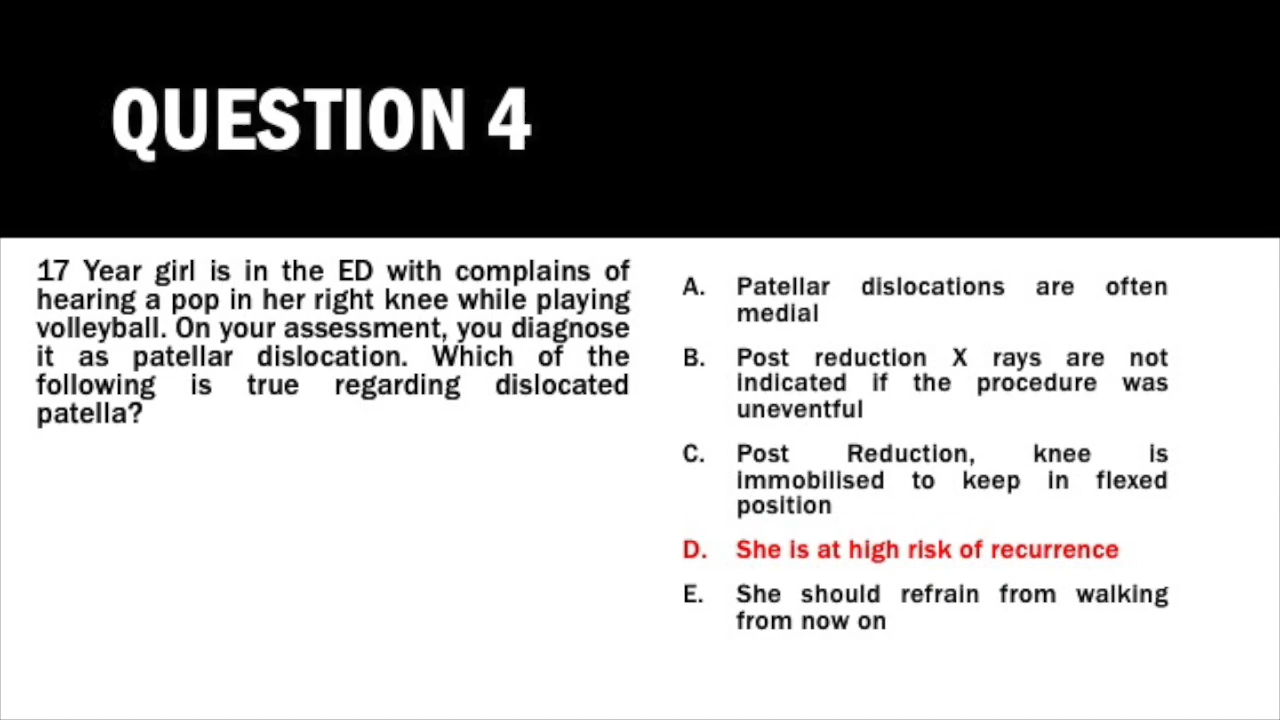 QUESTION 4
17 Year girl is in the ED with complains of
hearing a pop in her right knee while playing
volleyball. On your assessment, you diagnose
it as patellar dislocation. Which of the
following is true regarding dislocated
patella?
A. Patellar dislocations are often
medial
B. Post reduction X rays are not
indicated if the procedure was
uneventful
C. Post Reduction, knee is
immobilised to keep in flexed
position
D. She is at high risk of recurrence
E. She should refrain from walking
from now on